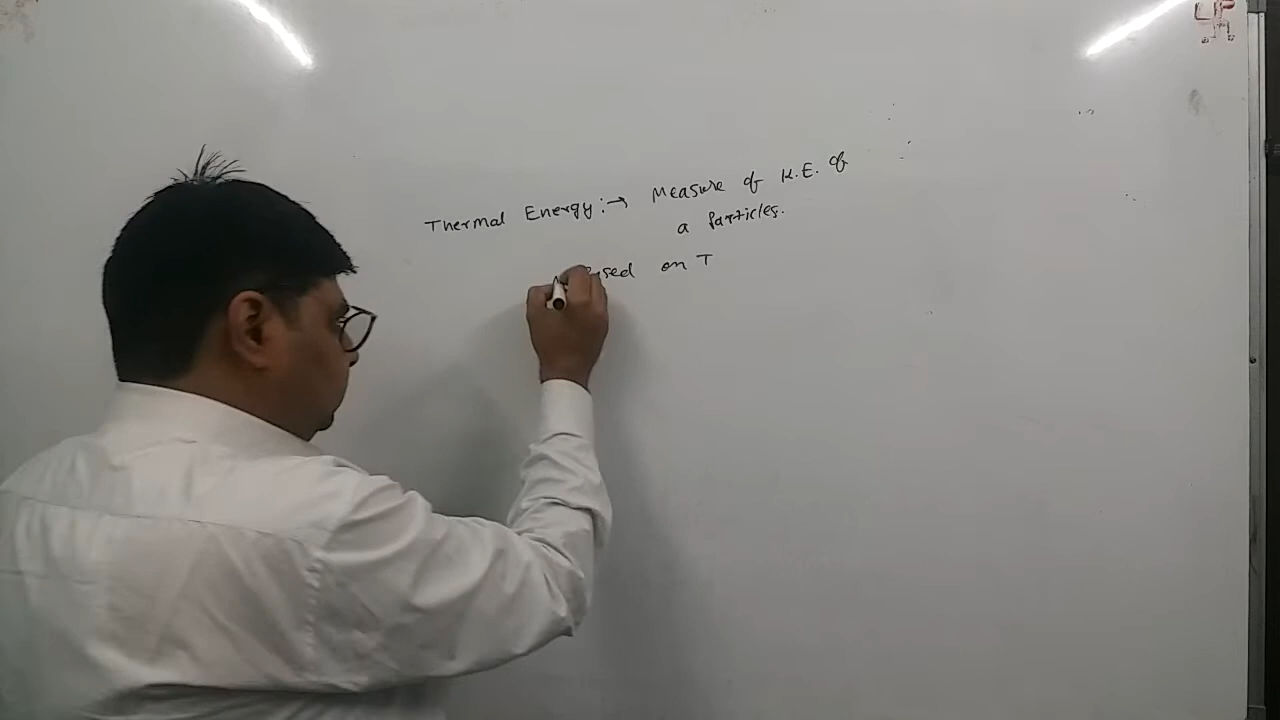 Thermal Energy:→ Measure of K.E. of
a particles.
on T